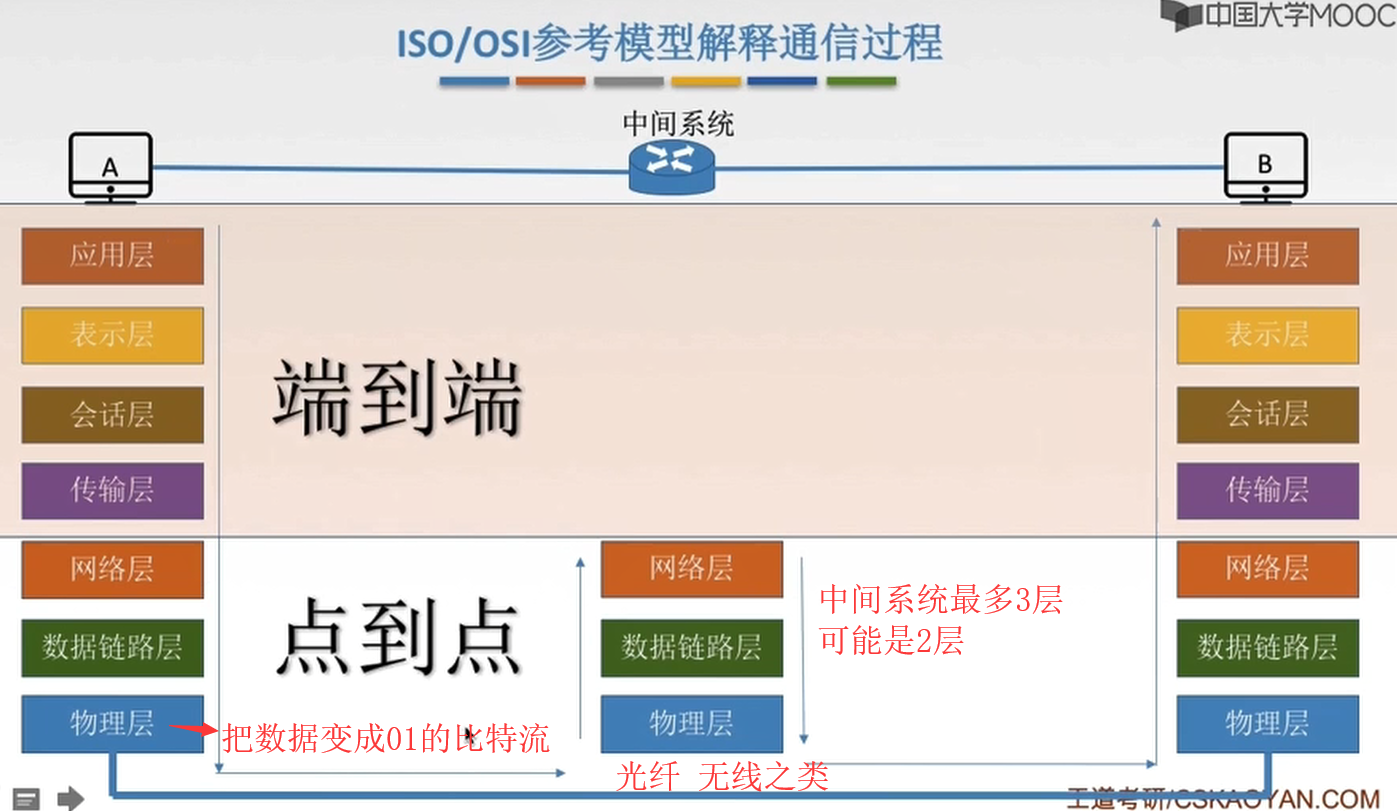 中国大学MOOC
ISO/OSI参考模型解释通信过程
中间系统
A
B
应用层
应用层
表示层
表示层
端到端
会话层
会话层
传输层
传输层
网络层
网络层
网络层
中间系统最多3层
可能是2层
点到点
数据链路层
数据链路层
数据链路层
物理层
物理层
物理层
把数据变成01的比特流
光纤 无线之类
王道考研/CSKAOYAN.COM